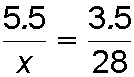 5.5/x = 3.5/28